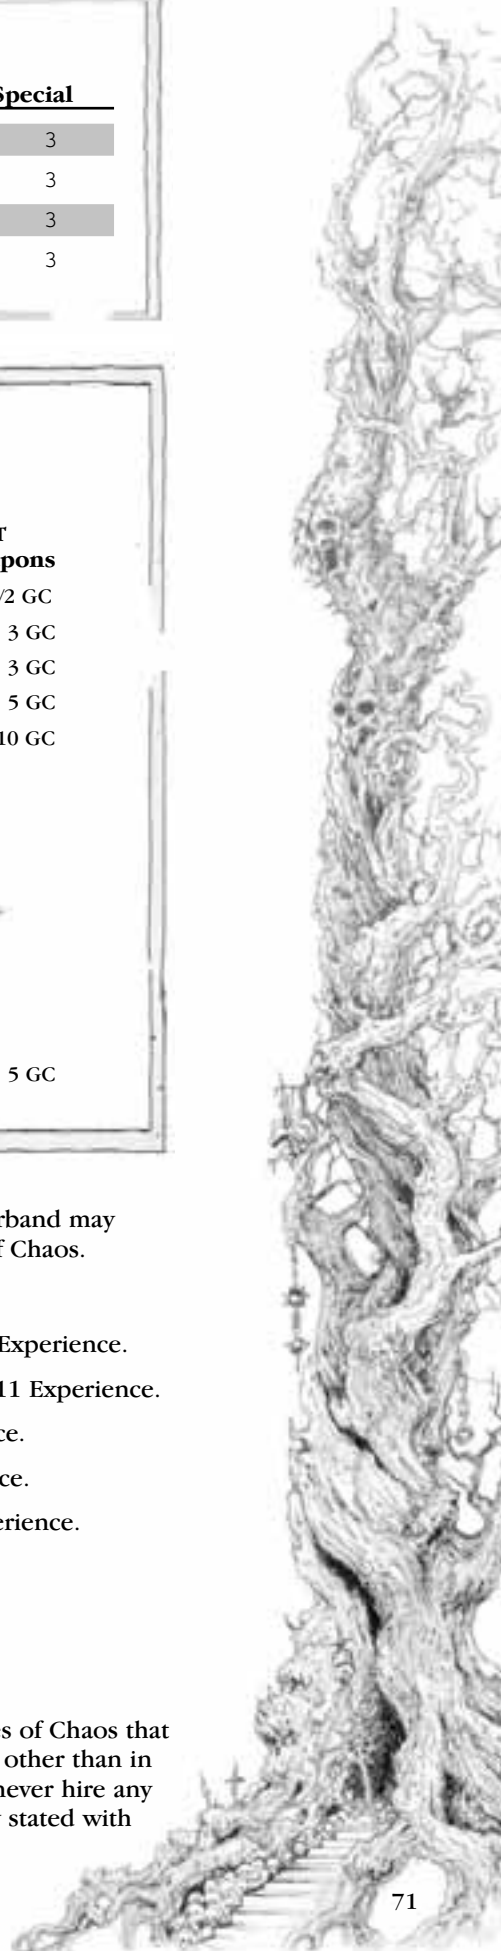 Special
3
3
3
3
T
pons
/2 GC
3 GC
3 GC
5 GC
10 GC
5 GC
rband may
f Chaos.
Experience.
11 Experience.
ce.
ce.
erience.
s of Chaos that
other than in
never hire any
stated with
71